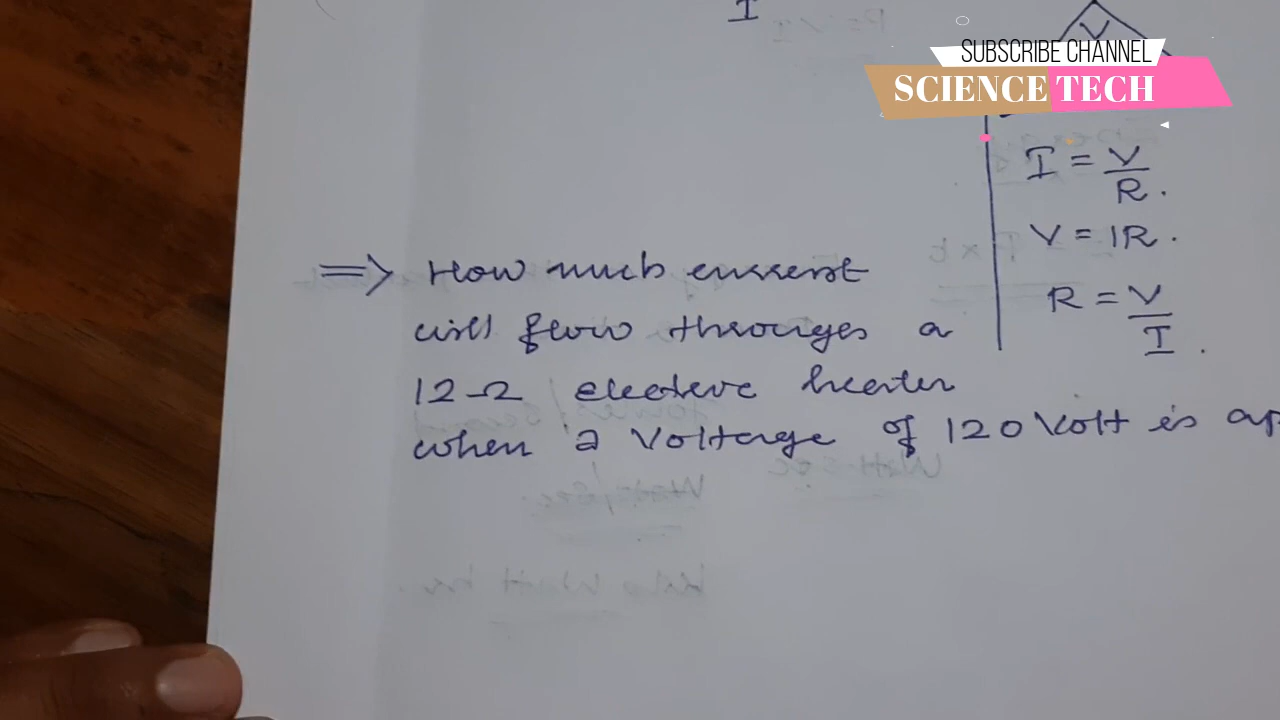 I
V
SUBSCRIBE CHANNEL
SCIENCE TECH
I = V
R.
V = IR.
R = V
I.
⇒ How much current
will flow through a
12-Ω electric heater
when a Voltage of 120 Volt is ap